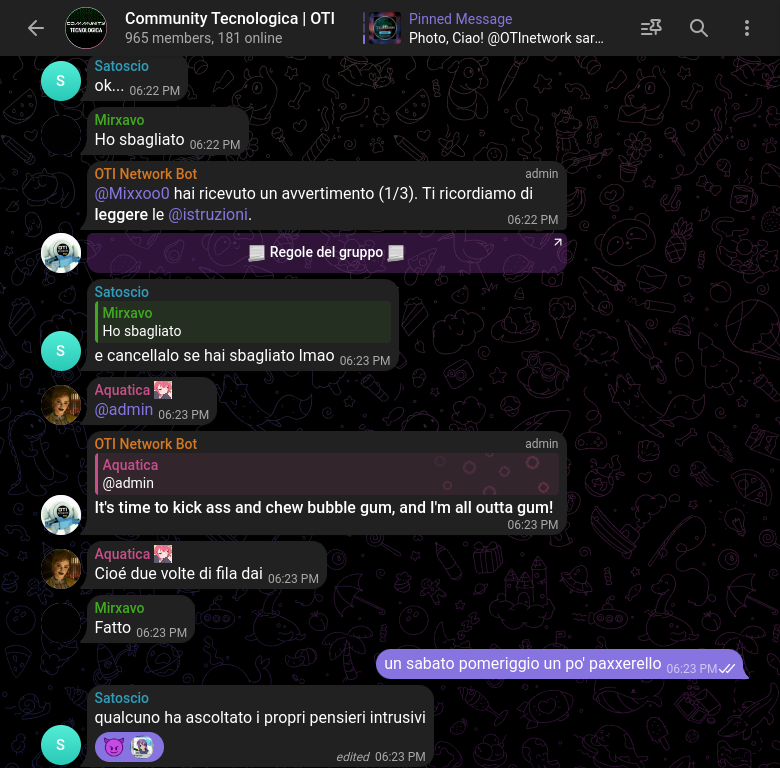 Community Tecnologica | OTI
965 members, 181 online
Pinned Message
Photo, Ciao! @OTInetwork sar…
COMMUNITY
TECNOLOGICA
Satoscio
ok... 06:22 PM
S
Mirxavo
Ho sbagliato 06:22 PM
OTI Network Bot admin
@Mixxoo0 hai ricevuto un avvertimento (1/3). Ti ricordiamo di
leggere le @istruzioni.
06:22 PM
OTI
📃 Regole del gruppo 📃
Satoscio
Mirxavo
Ho sbagliato
e cancellalo se hai sbagliato lmao 06:23 PM
S
Aquatica
@admin 06:23 PM
OTI Network Bot admin
Aquatica
@admin
It's time to kick ass and chew bubble gum, and I'm all outta gum!
06:23 PM
OTI
Aquatica
Cioé due volte di fila dai 06:23 PM
Mirxavo
Fatto 06:23 PM
un sabato pomeriggio un po' paxxerello 06:23 PM
Satoscio
qualcuno ha ascoltato i propri pensieri intrusivi
😈
edited 06:23 PM
S